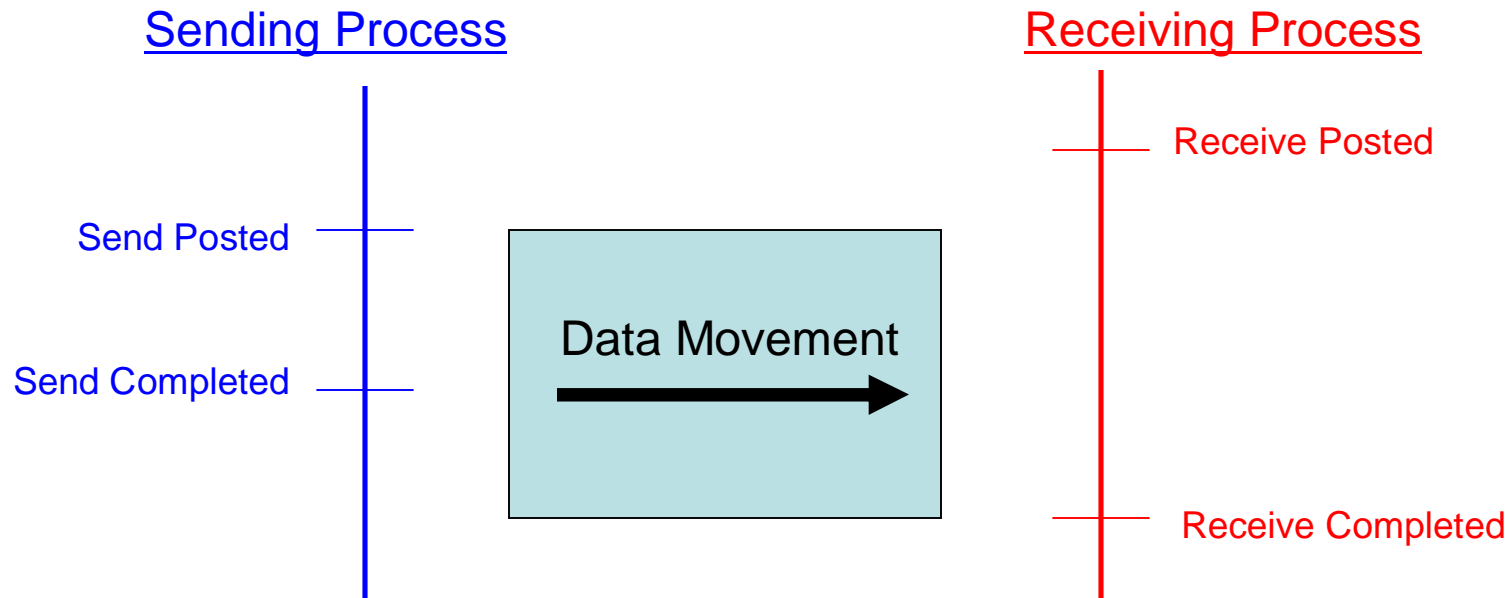 Sending Process
Receiving Process
Receive Posted
Send Posted
Data Movement
Send Completed
Receive Completed